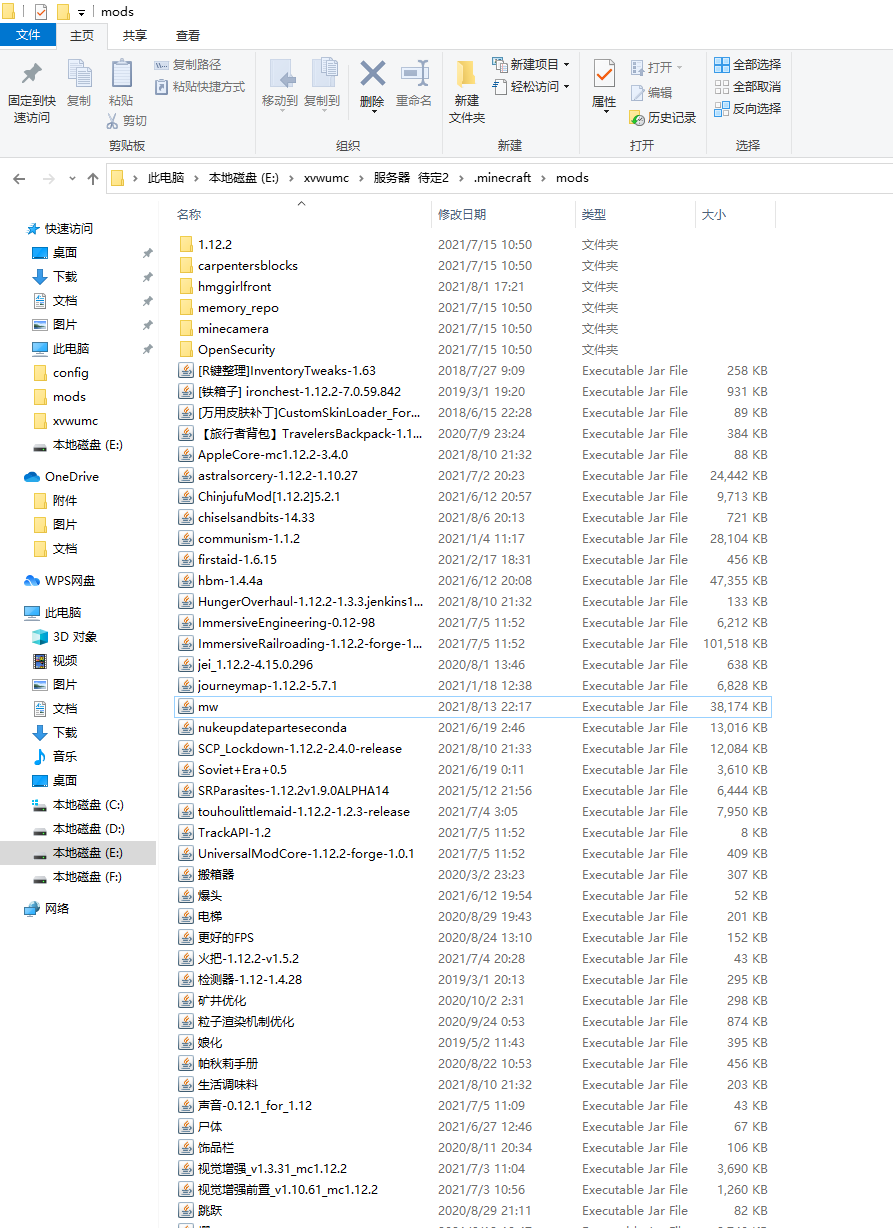 mods
文件 主页 共享 查看
固定到快速访问
复制
粘贴
复制路径
粘贴快捷方式
剪切
剪贴板
移动到
复制到
删除
重命名
组织
新建文件夹
新建项目
轻松访问
新建
属性
打开
编辑
历史记录
打开
全部选择
全部取消
反向选择
选择
此电脑 › 本地磁盘 (E:) › xvwumc › 服务器 待定2 › .minecraft › mods
快速访问
桌面
下载
文档
图片
此电脑
config
mods
xvwumc
本地磁盘 (E:)
OneDrive
附件
图片
文档
WPS网盘
此电脑
3D 对象
视频
图片
文档
下载
音乐
桌面
本地磁盘 (C:)
本地磁盘 (D:)
本地磁盘 (E:)
本地磁盘 (F:)
网络
名称 修改日期 类型 大小
1.12.2 2021/7/15 10:50 文件夹
carpentersblocks 2021/7/15 10:50 文件夹
hmggirlfront 2021/8/1 17:21 文件夹
memory_repo 2021/7/15 10:50 文件夹
minecamera 2021/7/15 10:50 文件夹
OpenSecurity 2021/7/15 10:50 文件夹
[R键整理]InventoryTweaks-1.63 2018/7/27 9:09 Executable Jar File 258 KB
[铁箱子] ironchest-1.12.2-7.0.59.842 2019/3/1 19:20 Executable Jar File 931 KB
[万用皮肤补丁]CustomSkinLoader_For... 2018/6/15 22:28 Executable Jar File 89 KB
【旅行者背包】TravelersBackpack-1.1... 2020/7/9 23:24 Executable Jar File 384 KB
AppleCore-mc1.12.2-3.4.0 2021/8/10 21:32 Executable Jar File 88 KB
astralsorcery-1.12.2-1.10.27 2021/7/2 20:23 Executable Jar File 24,442 KB
ChinjufuMod[1.12.2]5.2.1 2021/6/12 20:57 Executable Jar File 9,713 KB
chiselsandbits-14.33 2021/8/6 20:13 Executable Jar File 721 KB
communism-1.1.2 2021/1/4 11:17 Executable Jar File 28,104 KB
firstaid-1.6.15 2021/2/17 18:31 Executable Jar File 456 KB
hbm-1.4.4a 2021/6/12 20:08 Executable Jar File 47,355 KB
HungerOverhaul-1.12.2-1.3.3.jenkins1... 2021/8/10 21:32 Executable Jar File 133 KB
ImmersiveEngineering-0.12-98 2021/7/5 11:52 Executable Jar File 6,212 KB
ImmersiveRailroading-1.12.2-forge-1... 2021/7/5 11:52 Executable Jar File 101,518 KB
jei_1.12.2-4.15.0.296 2020/8/1 13:46 Executable Jar File 638 KB
journeymap-1.12.2-5.7.1 2021/1/18 12:38 Executable Jar File 6,828 KB
mw 2021/8/13 22:17 Executable Jar File 38,174 KB
nukeupdateparteseconda 2021/6/19 2:46 Executable Jar File 13,016 KB
SCP_Lockdown-1.12.2-2.4.0-release 2021/8/10 21:33 Executable Jar File 12,084 KB
Soviet+Era+0.5 2021/6/19 0:11 Executable Jar File 3,610 KB
SRParasites-1.12.2v1.9.0ALPHA14 2021/5/12 21:56 Executable Jar File 6,444 KB
touhoulittlemaid-1.12.2-1.2.3-release 2021/7/4 3:05 Executable Jar File 7,950 KB
TrackAPI-1.2 2021/7/5 11:52 Executable Jar File 8 KB
UniversalModCore-1.12.2-forge-1.0.1 2021/7/5 11:52 Executable Jar File 409 KB
搬箱器 2020/3/2 23:23 Executable Jar File 307 KB
爆头 2021/6/12 19:54 Executable Jar File 52 KB
电梯 2020/8/29 19:43 Executable Jar File 201 KB
更好的FPS 2020/8/24 13:10 Executable Jar File 152 KB
火把-1.12.2-v1.5.2 2021/7/4 20:28 Executable Jar File 43 KB
检测器-1.12-1.4.28 2019/3/1 20:13 Executable Jar File 295 KB
矿井优化 2020/10/2 2:31 Executable Jar File 298 KB
粒子渲染机制优化 2020/9/24 0:53 Executable Jar File 874 KB
娘化 2019/5/2 11:43 Executable Jar File 395 KB
帕秋莉手册 2020/8/22 10:53 Executable Jar File 456 KB
生活调味料 2021/8/10 21:32 Executable Jar File 203 KB
声音-0.12.1_for_1.12 2021/7/5 11:09 Executable Jar File 43 KB
尸体 2021/6/27 12:46 Executable Jar File 67 KB
饰品栏 2020/8/11 20:34 Executable Jar File 106 KB
视觉增强_v1.3.31_mc1.12.2 2021/7/3 11:04 Executable Jar File 3,690 KB
视觉增强前置_v1.10.61_mc1.12.2 2021/7/3 10:56 Executable Jar File 1,260 KB
跳跃 2020/8/29 21:11 Executable Jar File 82 KB